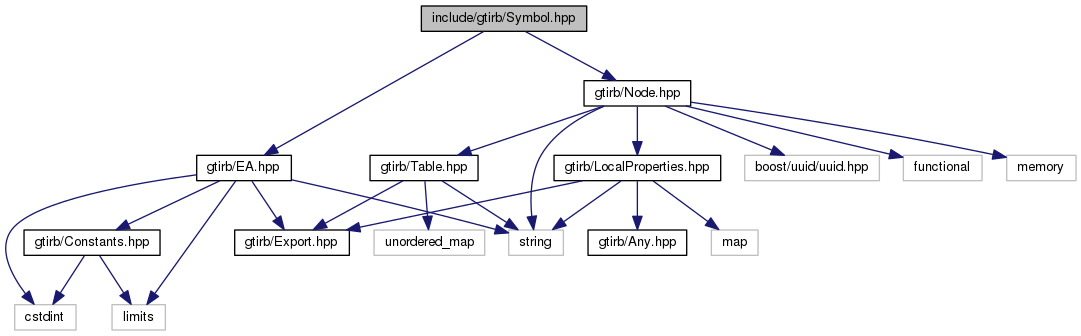 include/gtirb/Symbol.hpp
gtirb/Node.hpp
gtirb/EA.hpp
gtirb/Table.hpp
gtirb/LocalProperties.hpp
boost/uuid/uuid.hpp
functional
memory
gtirb/Constants.hpp
gtirb/Export.hpp
unordered_map
string
gtirb/Any.hpp
map
cstdint
limits